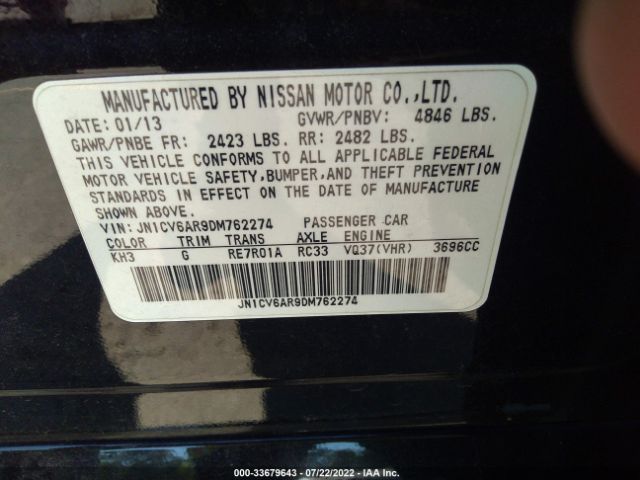 MANUFACTURED BY NISSAN MOTOR CO.,LTD.
DATE: 01/13 GVWR/PNBV: 4846 LBS.
GAWR/PNBE FR: 2423 LBS. RR: 2482 LBS.
THIS VEHICLE CONFORMS TO ALL APPLICABLE FEDERAL
MOTOR VEHICLE SAFETY,BUMPER,AND THEFT PREVENTION
STANDARDS IN EFFECT ON THE DATE OF MANUFACTURE
SHOWN ABOVE.
VIN: JN1CV6AR9DM762274 PASSENGER CAR
COLOR TRIM TRANS AXLE ENGINE
KH3 G RE7R01A RC33 VQ37(VHR) 3696CC
JN1CV6AR9DM762274
000-33679643 - 07/22/2022 - IAA Inc.